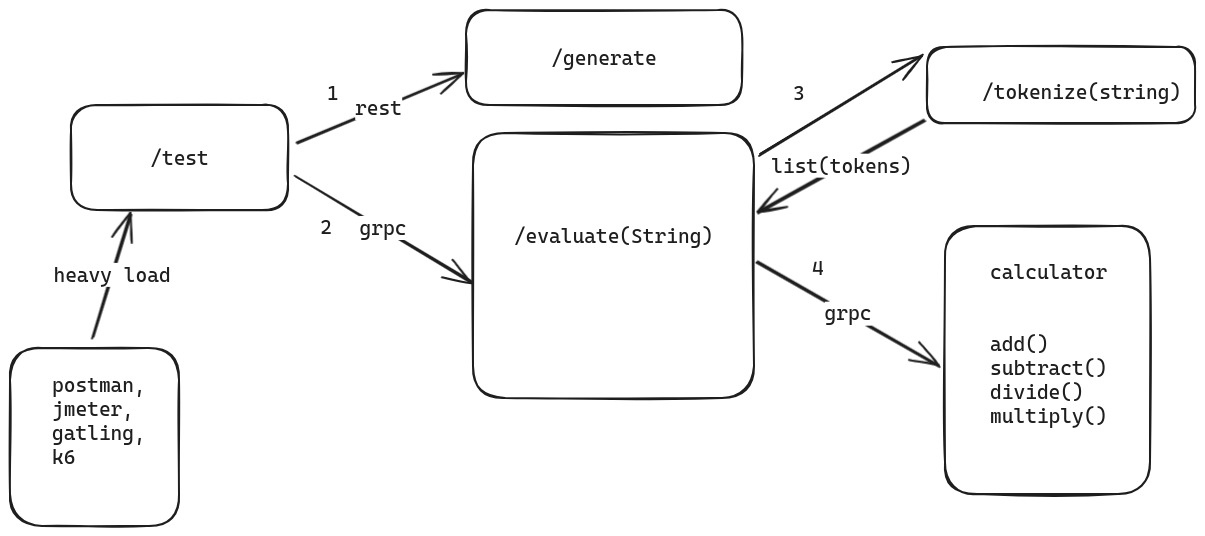 /generate
/tokenize(string)
1
rest
3
/test
list(tokens)
2
grpc
/evaluate(String)
heavy load
4
grpc
calculator
add()
subtract()
divide()
multiply()
postman,
jmeter,
gatling,
k6